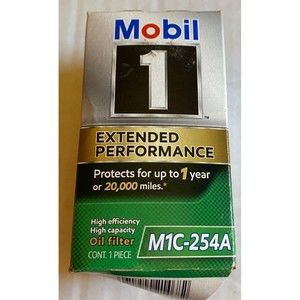 Mobil
1
™
EXTENDED
PERFORMANCE
Protects for up to 1 year
or 20,000 miles.*
High efficiency
High capacity
Oil filter
CONT. 1 PIECE
M1C-254A